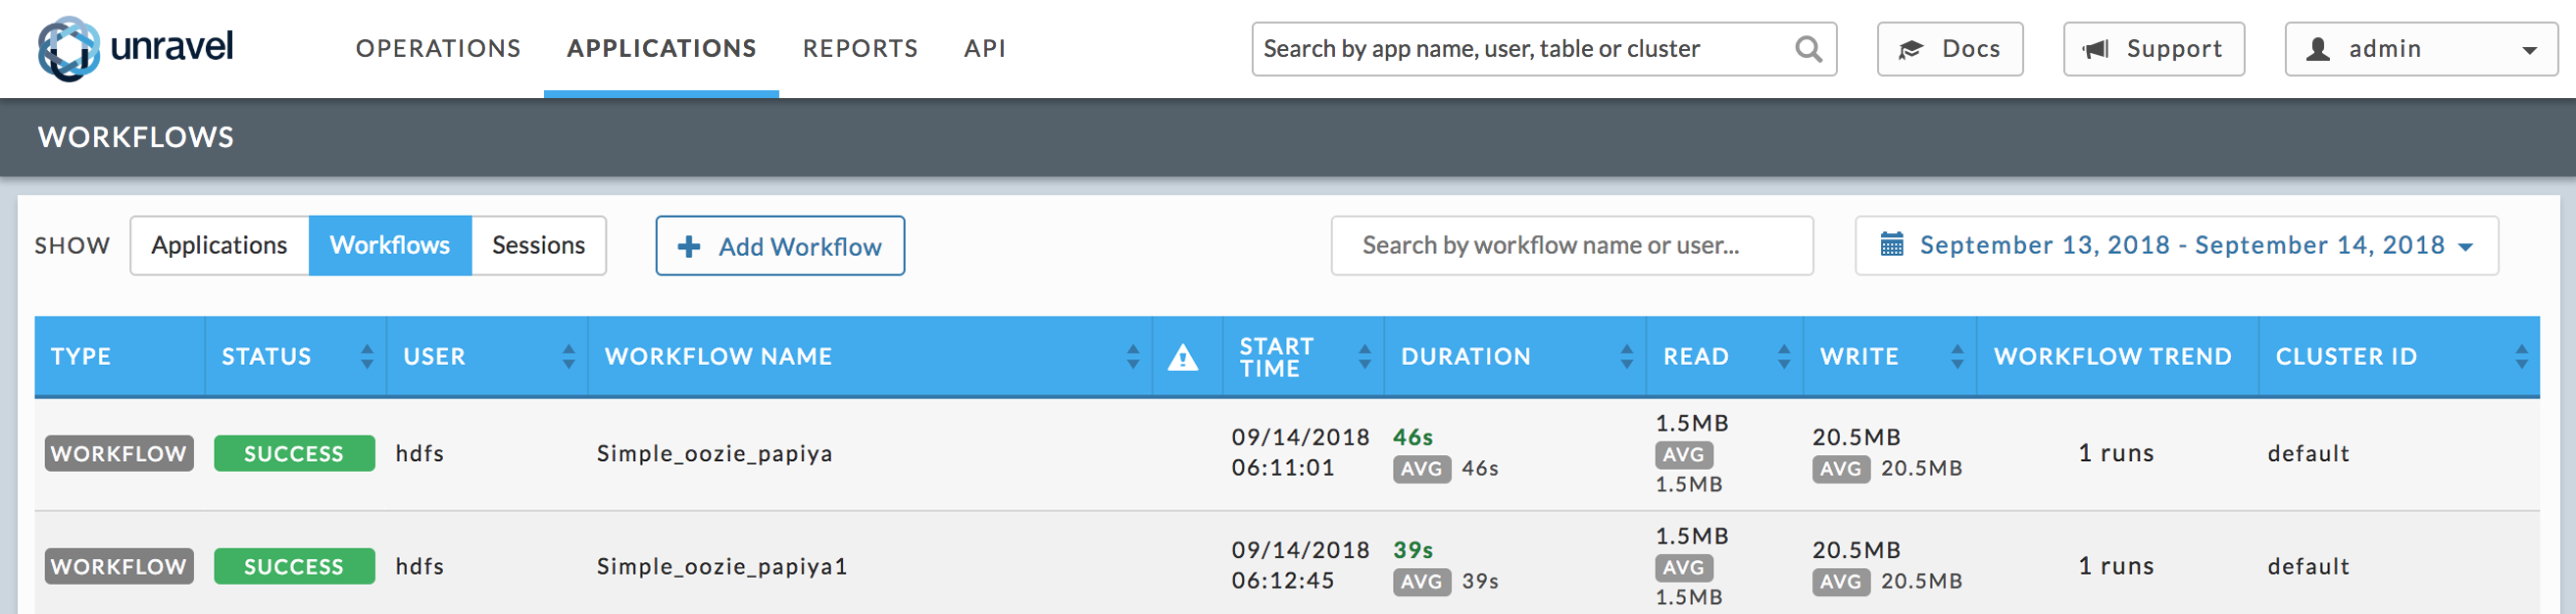 unravel OPERATIONS APPLICATIONS REPORTS API Search by app name, user, table or cluster Docs Support admin
WORKFLOWS
SHOW Applications Workflows Sessions Add Workflow Search by workflow name or user... September 13, 2018 - September 14, 2018
TYPE STATUS USER WORKFLOW NAME START TIME DURATION READ WRITE WORKFLOW TREND CLUSTER ID
WORKFLOW SUCCESS hdfs Simple_oozie_papiya 09/14/2018 06:11:01 46s AVG 46s 1.5MB AVG 1.5MB 20.5MB AVG 20.5MB 1 runs default
WORKFLOW SUCCESS hdfs Simple_oozie_papiya1 09/14/2018 06:12:45 39s AVG 39s 1.5MB AVG 1.5MB 20.5MB AVG 20.5MB 1 runs default